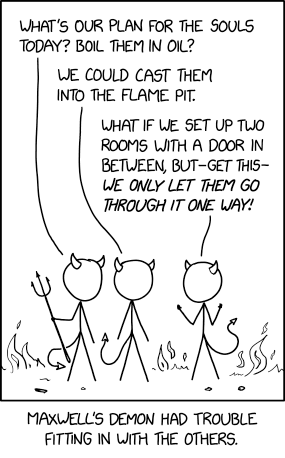 WHAT'S OUR PLAN FOR THE SOULS
TODAY? BOIL THEM IN OIL?
WE COULD CAST THEM
INTO THE FLAME PIT.
WHAT IF WE SET UP TWO
ROOMS WITH A DOOR IN
BETWEEN, BUT–GET THIS–
WE ONLY LET THEM GO
THROUGH IT ONE WAY!
MAXWELL'S DEMON HAD TROUBLE
FITTING IN WITH THE OTHERS.